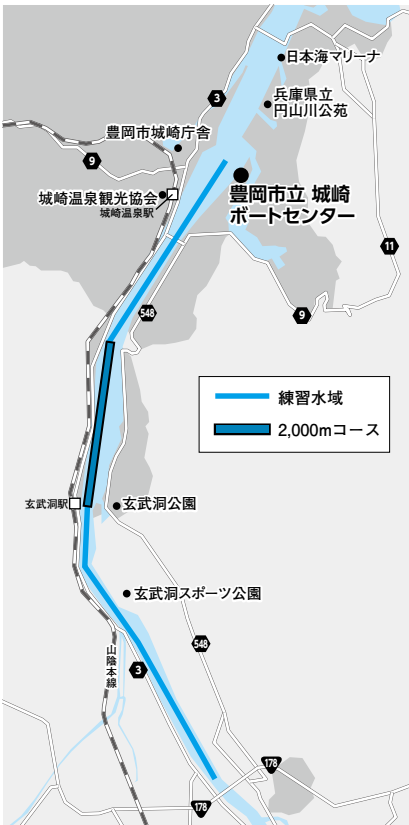 日本海マリーナ
3
兵庫県立
円山川公苑
豊岡市城崎庁舎
9
城崎温泉観光協会
城崎温泉駅
豊岡市立 城崎
ボートセンター
11
548
9
練習水域
2,000mコース
玄武洞駅
玄武洞公園
玄武洞スポーツ公園
548
山陰本線
3
178
178